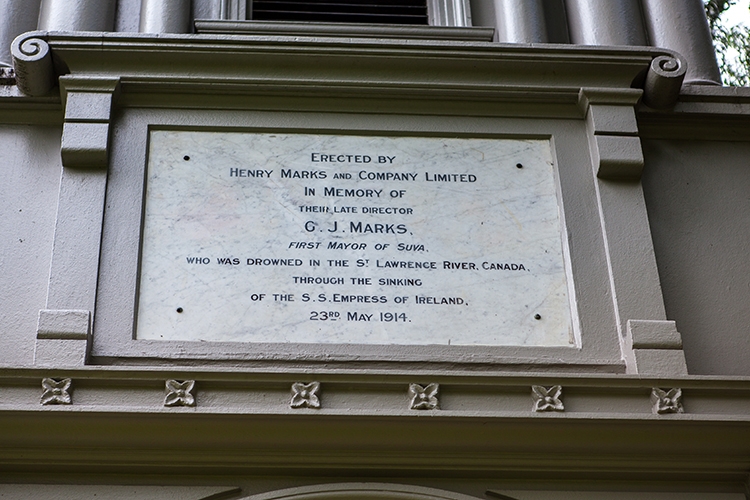 ERECTED BY
HENRY MARKS AND COMPANY LIMITED
IN MEMORY OF
THEIR LATE DIRECTOR
G. J. MARKS,
FIRST MAYOR OF SUVA,
WHO WAS DROWNED IN THE ST LAWRENCE RIVER, CANADA,
THROUGH THE SINKING
OF THE S.S. EMPRESS OF IRELAND,
23RD MAY 1914.